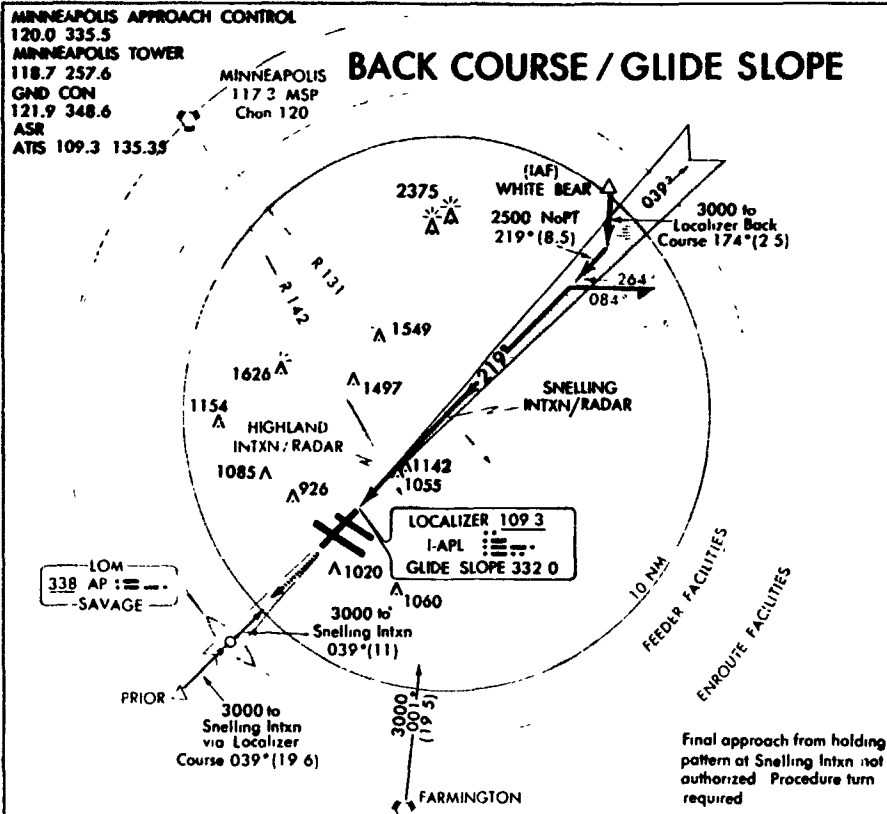 MINNEAPOLIS APPROACH CONTROL
120.0 335.5
MINNEAPOLIS TOWER
118.7 257.6
GND CON
121.9 348.6
ASR
ATIS 109.3 135.35
BACK COURSE / GLIDE SLOPE
MINNEAPOLIS
117 3 MSP
Chan 120
(IAF)
WHITE BEAR
039°
2375
2500 NoPT
219° (8.5)
3000 to
Localizer Back
Course 174° (2 5)
264°
084°
R 131
R 142
1549
219°
1626
1497
SNELLING
INTXN/RADAR
1154
HIGHLAND
INTXN/RADAR
1142
1085
1055
926
LOCALIZER 109 3
I-APL
GLIDE SLOPE 332 0
LOM
338 AP
SAVAGE
1020
1060
10 NM
FEEDER FACILITIES
ENROUTE FACILITIES
3000 to
Snelling Intxn
039° (11)
PRIOR
3000 to
Snelling Intxn
via Localizer
Course 039° (19 6)
3000
001°
(19 5)
FARMINGTON
Final approach from holding
pattern at Snelling Intxn not
authorized Procedure turn
required